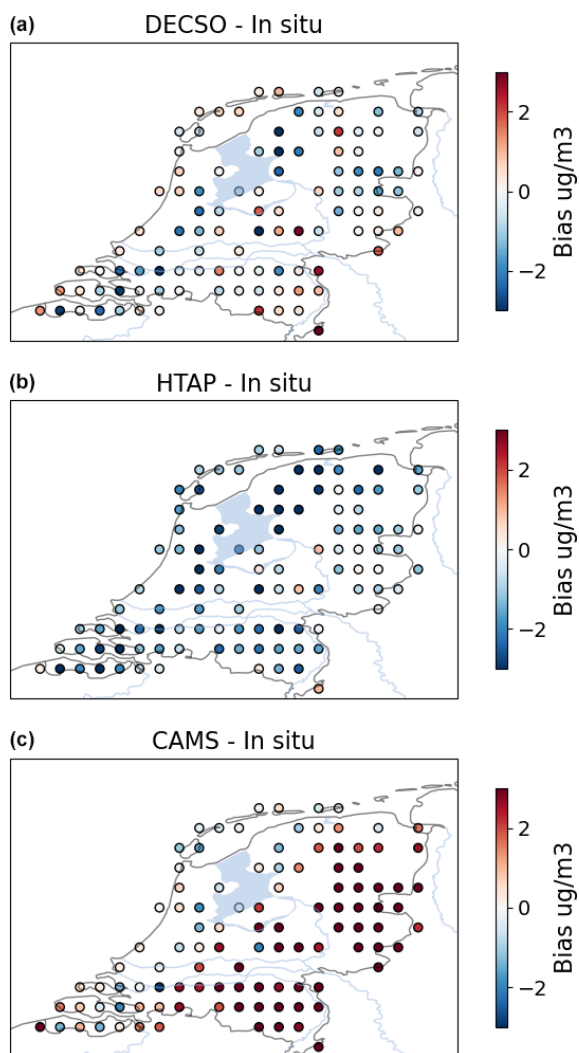 (a)
DECSO - In situ
2
0
−2
Bias ug/m3
(b)
HTAP - In situ
2
0
−2
Bias ug/m3
(c)
CAMS - In situ
2
0
−2
Bias ug/m3